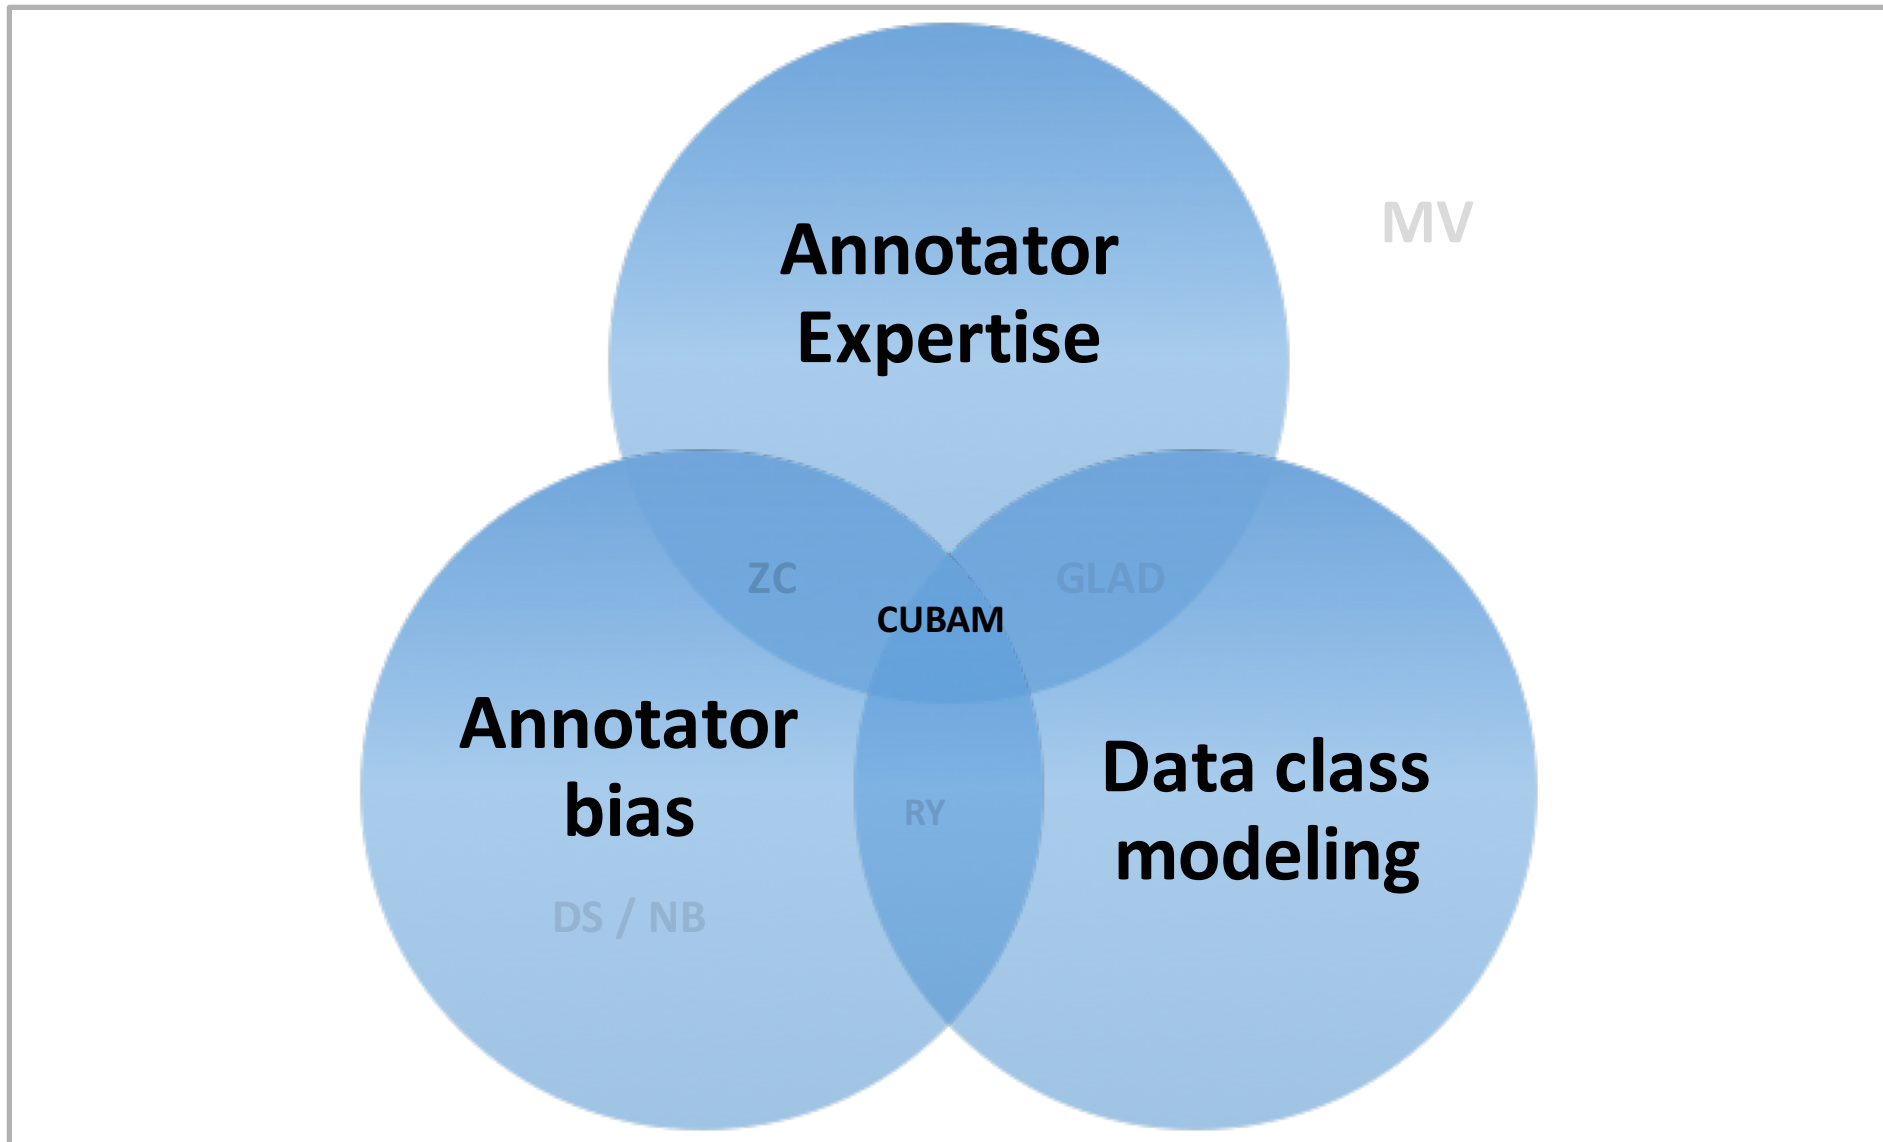 Annotator
Expertise
MV
ZC
GLAD
CUBAM
Annotator
bias
Data class
modeling
RY
DS / NB